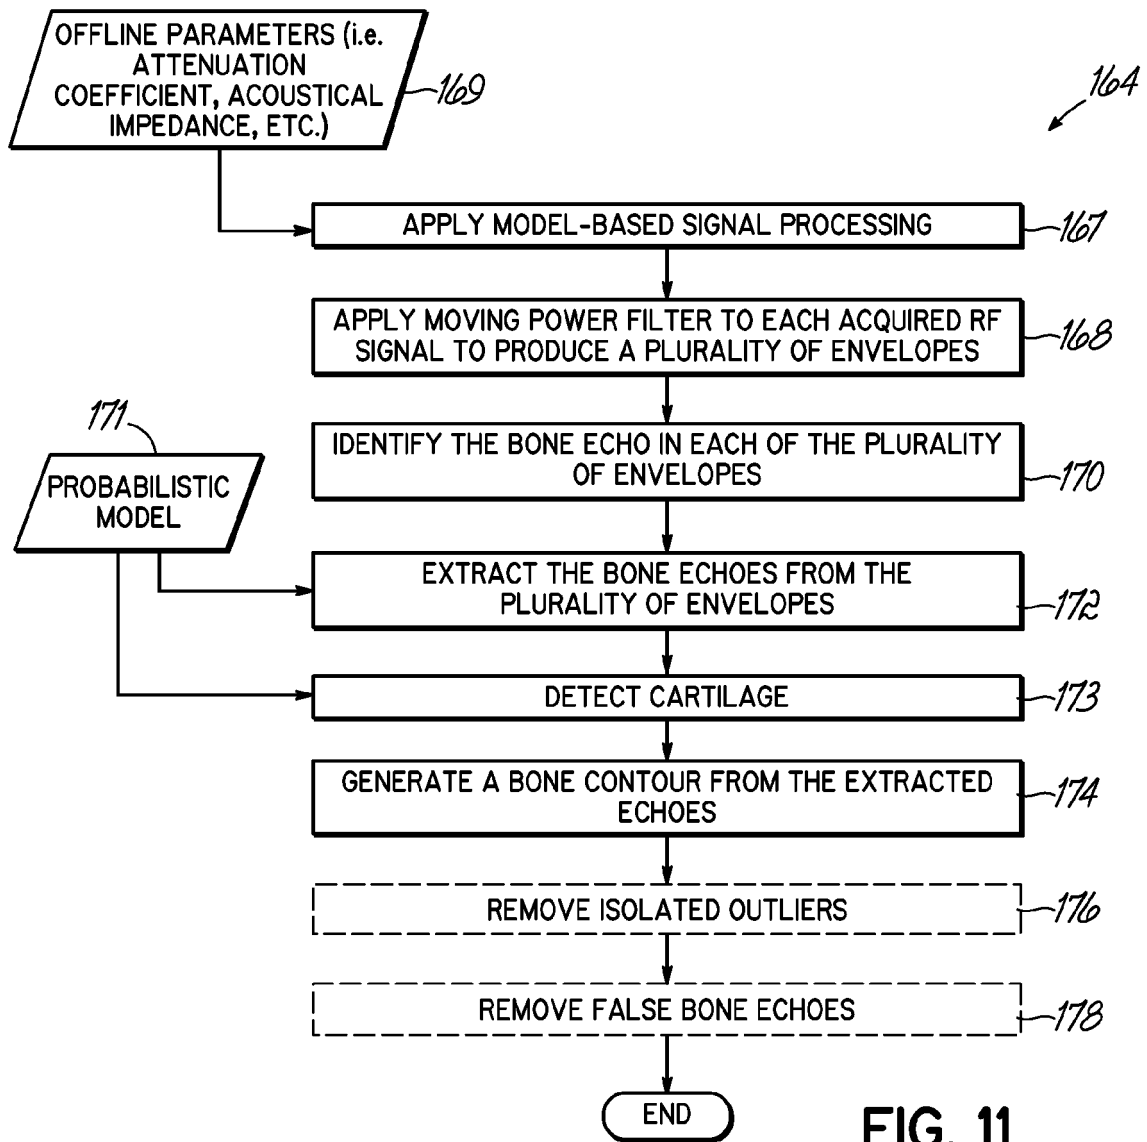 OFFLINE PARAMETERS (i.e.
ATTENUATION
COEFFICIENT, ACOUSTICAL
IMPEDANCE, ETC.)
169
164
APPLY MODEL-BASED SIGNAL PROCESSING
167
APPLY MOVING POWER FILTER TO EACH ACQUIRED RF
SIGNAL TO PRODUCE A PLURALITY OF ENVELOPES
168
171
IDENTIFY THE BONE ECHO IN EACH OF THE PLURALITY
OF ENVELOPES
170
PROBABILISTIC
MODEL
EXTRACT THE BONE ECHOES FROM THE
PLURALITY OF ENVELOPES
172
DETECT CARTILAGE
173
GENERATE A BONE CONTOUR FROM THE EXTRACTED
ECHOES
174
REMOVE ISOLATED OUTLIERS
176
REMOVE FALSE BONE ECHOES
178
END
FIG. 11